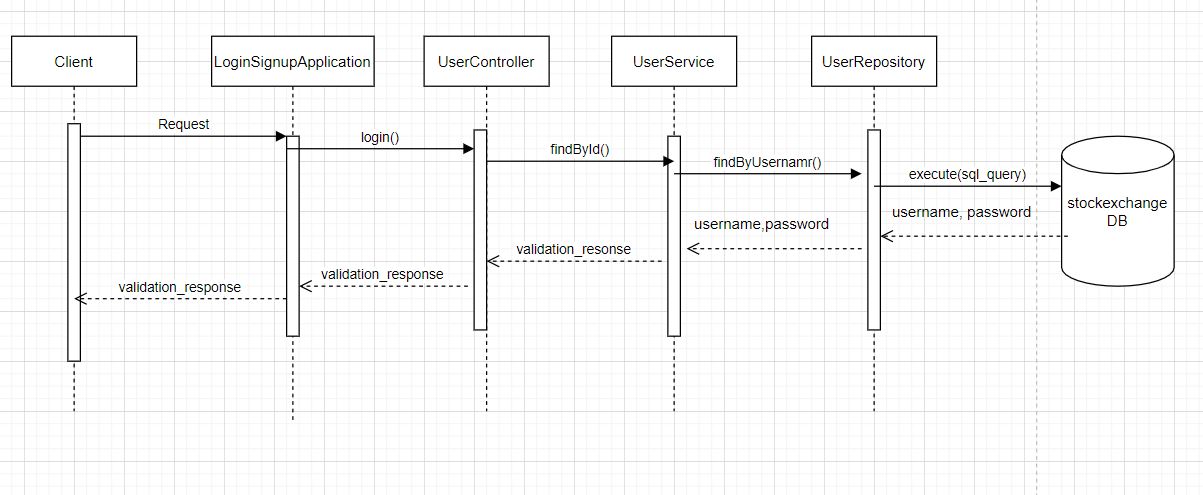 Client
LoginSignupApplication
UserController
UserService
UserRepository
Request
login()
findById()
findByUsernamr()
execute(sql_query)
stockexchange
DB
username, password
username,password
validation_resonse
validation_response
validation_response